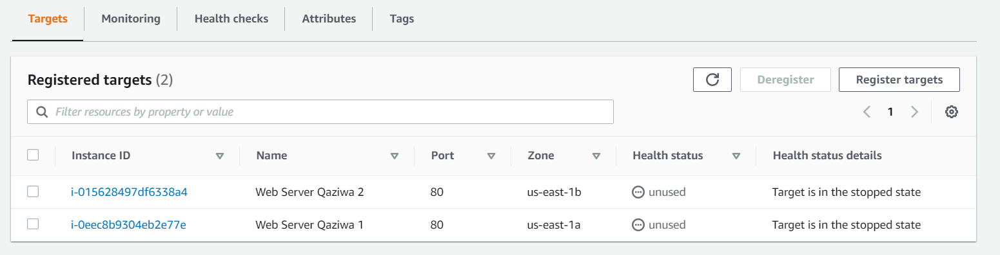 Targets Monitoring Health checks Attributes Tags
Registered targets (2) Deregister Register targets
Filter resources by property or value 1
Instance ID Name Port Zone Health status Health status details
i-015628497df6338a4 Web Server Qaziwa 2 80 us-east-1b unused Target is in the stopped state
i-0eec8b9304eb2e77e Web Server Qaziwa 1 80 us-east-1a unused Target is in the stopped state